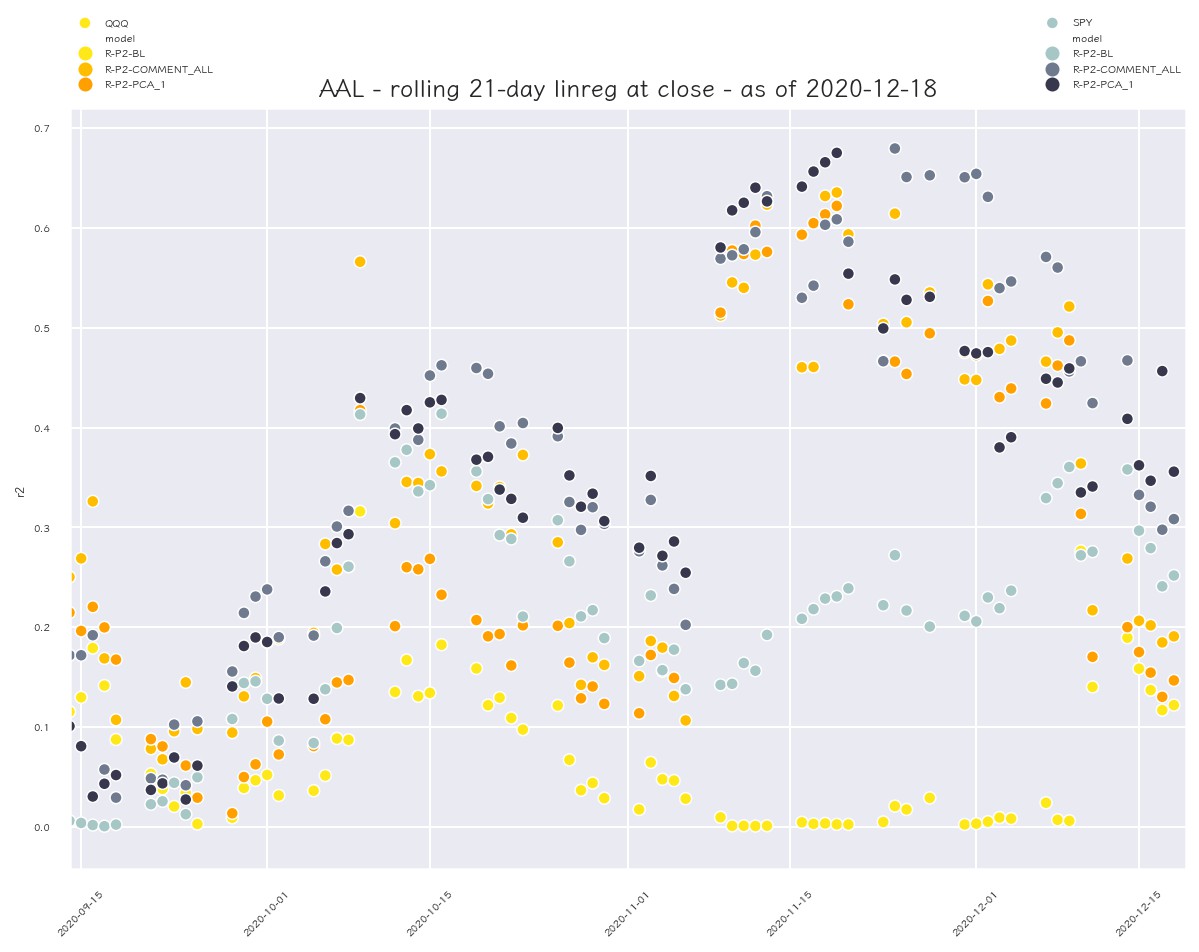 QQQ
model
R-P2-BL
R-P2-COMMENT_ALL
R-P2-PCA_1
SPY
model
R-P2-BL
R-P2-COMMENT_ALL
R-P2-PCA_1
AAL - rolling 21-day linreg at close - as of 2020-12-18
0.7
0.6
0.5
0.4
0.3
0.2
0.1
0.0
r2
2020-09-15
2020-10-01
2020-10-15
2020-11-01
2020-11-15
2020-12-01
2020-12-15